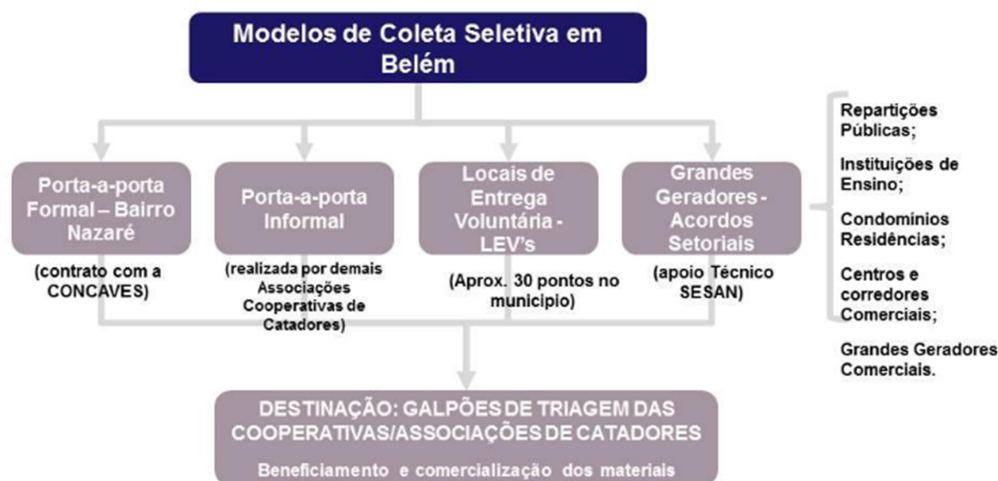 Modelos de Coleta Seletiva em
Belém
Porta-a-porta
Formal – Bairro
Nazaré
(contrato com a
CONCAVES)
Porta-a-porta
Informal
(realizada por demais
Associações
Cooperativas de
Catadores)
Locais de
Entrega
Voluntária -
LEV's
(Aprox. 30 pontos no
municipio)
Grandes
Geradores-
Acordos
Setoriais
(apoio Técnico
SESAN)
Repartições
Públicas;
Instituições de
Ensino;
Condomínios
Residências;
Centros e
corredores
Comerciais;
Grandes Geradores
Comerciais.
DESTINAÇÃO: GALPÕES DE TRIAGEM DAS
COOPERATIVAS/ASSOCIAÇÕES DE CATADORES
Beneficiamento e comercialização dos materiais